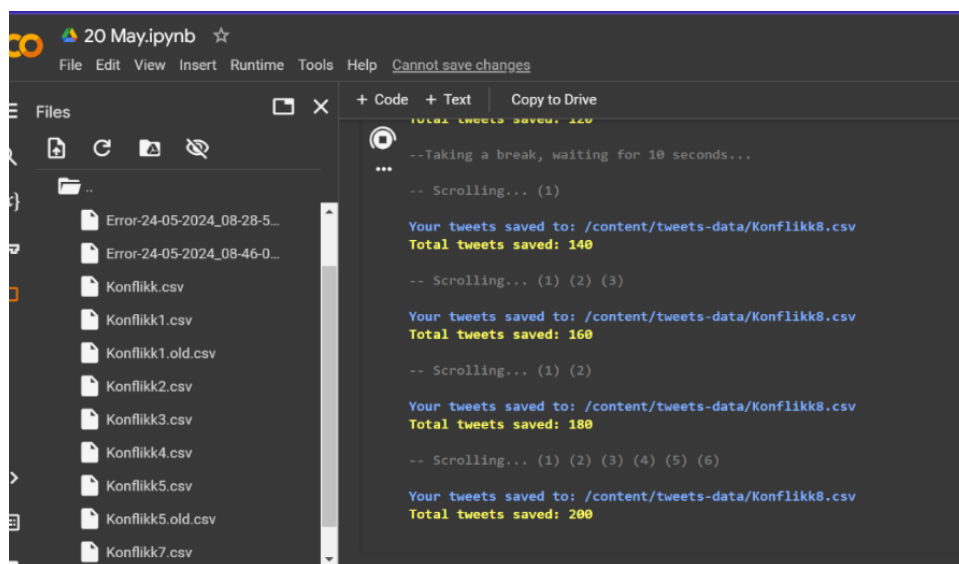 CO
20 May.ipynb
File Edit View Insert Runtime Tools Help Cannot save changes
Files
+ Code + Text Copy to Drive
..
Error-24-05-2024_08-28-5...
Error-24-05-2024_08-46-0...
Konflikk.csv
Konflikk1.csv
Konflikk1.old.csv
Konflikk2.csv
Konflikk3.csv
Konflikk4.csv
Konflikk5.csv
Konflikk5.old.csv
Konflikk7.csv
Total tweets saved: 120
--Taking a break, waiting for 10 seconds...
-- Scrolling... (1)
Your tweets saved to: /content/tweets-data/Konflikk8.csv
Total tweets saved: 140
-- Scrolling... (1) (2) (3)
Your tweets saved to: /content/tweets-data/Konflikk8.csv
Total tweets saved: 160
-- Scrolling... (1) (2)
Your tweets saved to: /content/tweets-data/Konflikk8.csv
Total tweets saved: 180
-- Scrolling... (1) (2) (3) (4) (5) (6)
Your tweets saved to: /content/tweets-data/Konflikk8.csv
Total tweets saved: 200